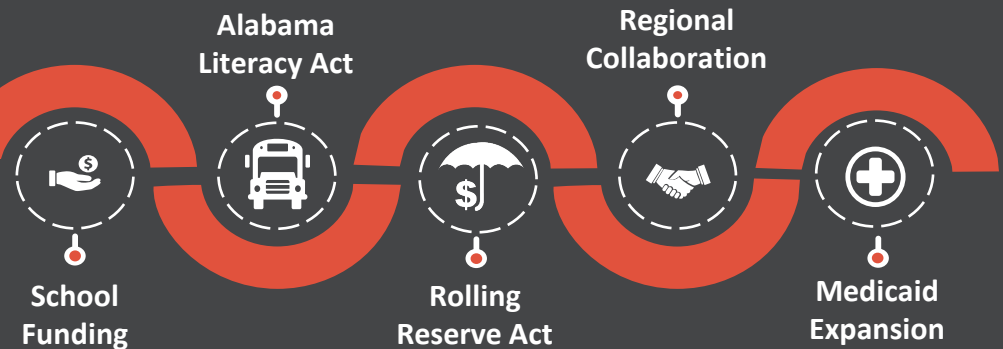 School
Funding
Alabama
Literacy Act
Rolling
Reserve Act
Regional
Collaboration
Medicaid
Expansion
$
$